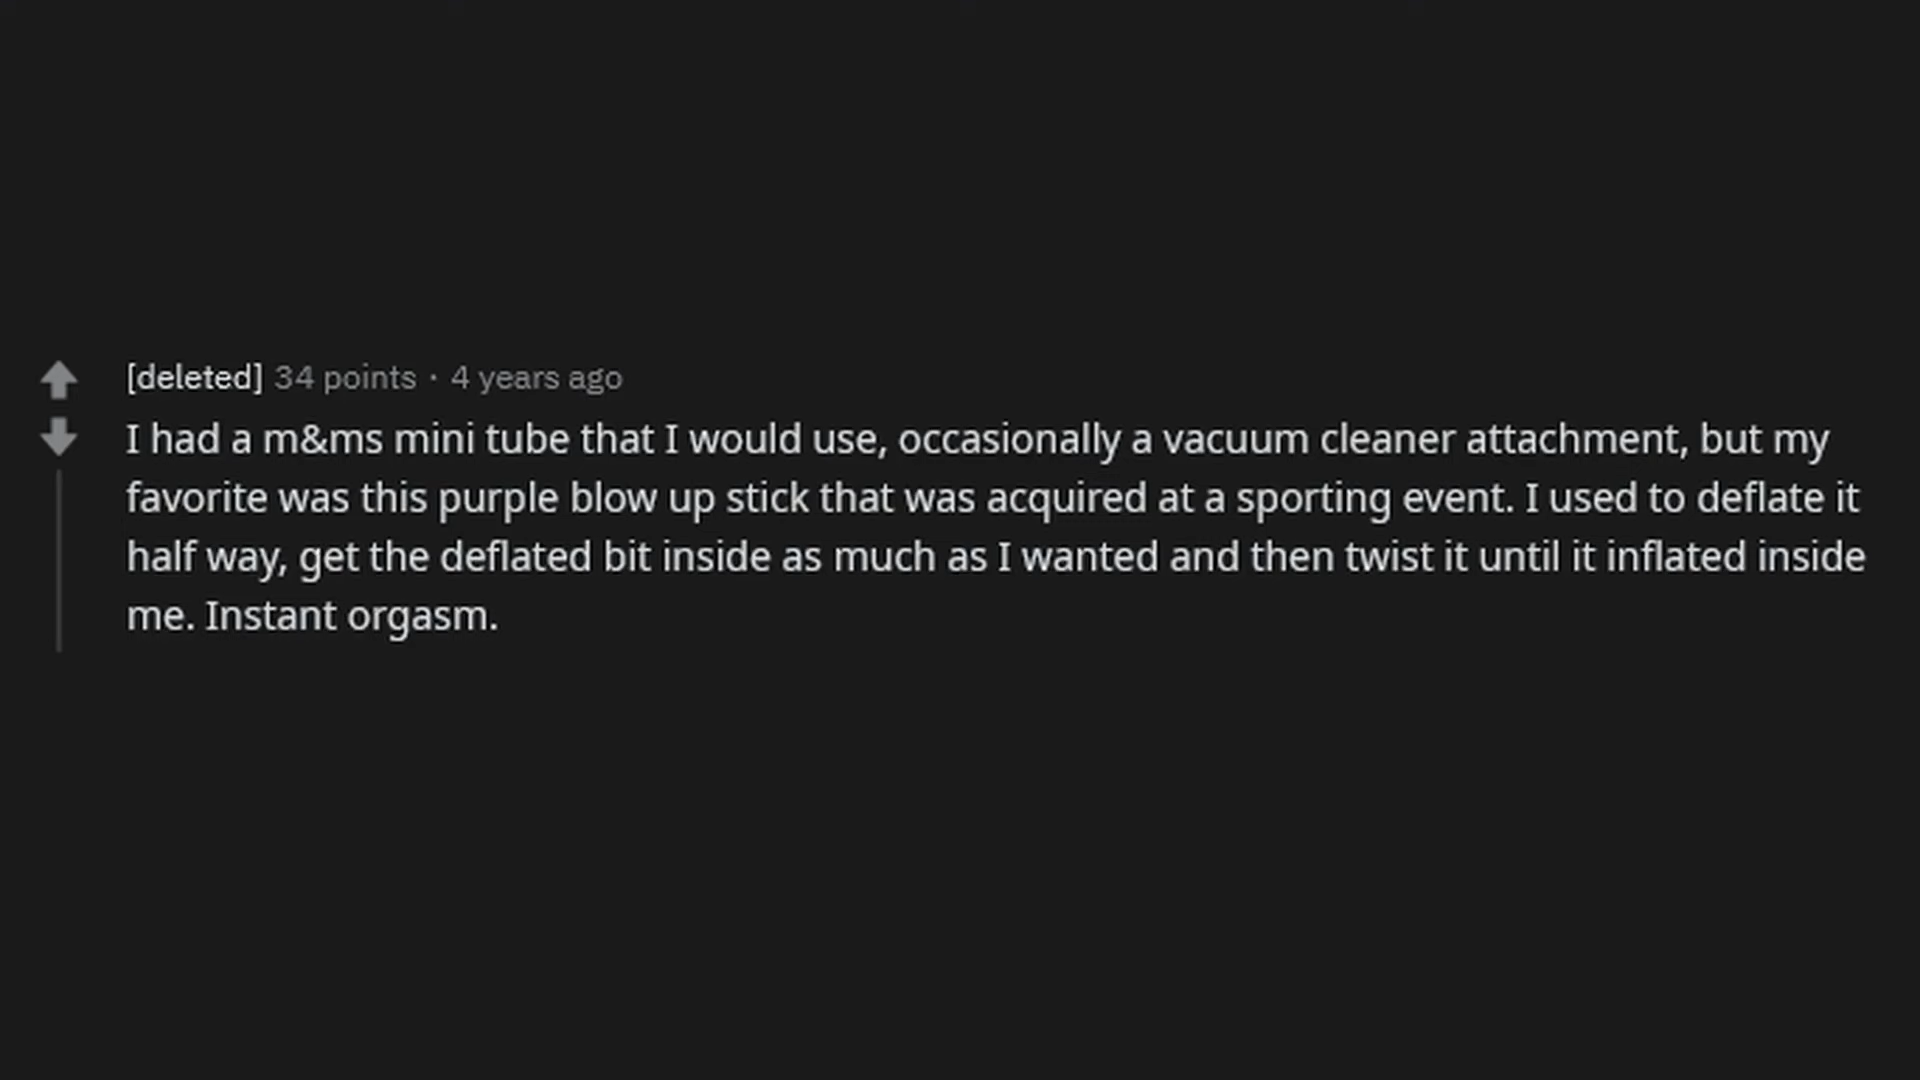 [deleted] 34 points · 4 years ago
I had a m&ms mini tube that I would use, occasionally a vacuum cleaner attachment, but my
favorite was this purple blow up stick that was acquired at a sporting event. I used to deflate it
half way, get the deflated bit inside as much as I wanted and then twist it until it inflated inside
me. Instant orgasm.